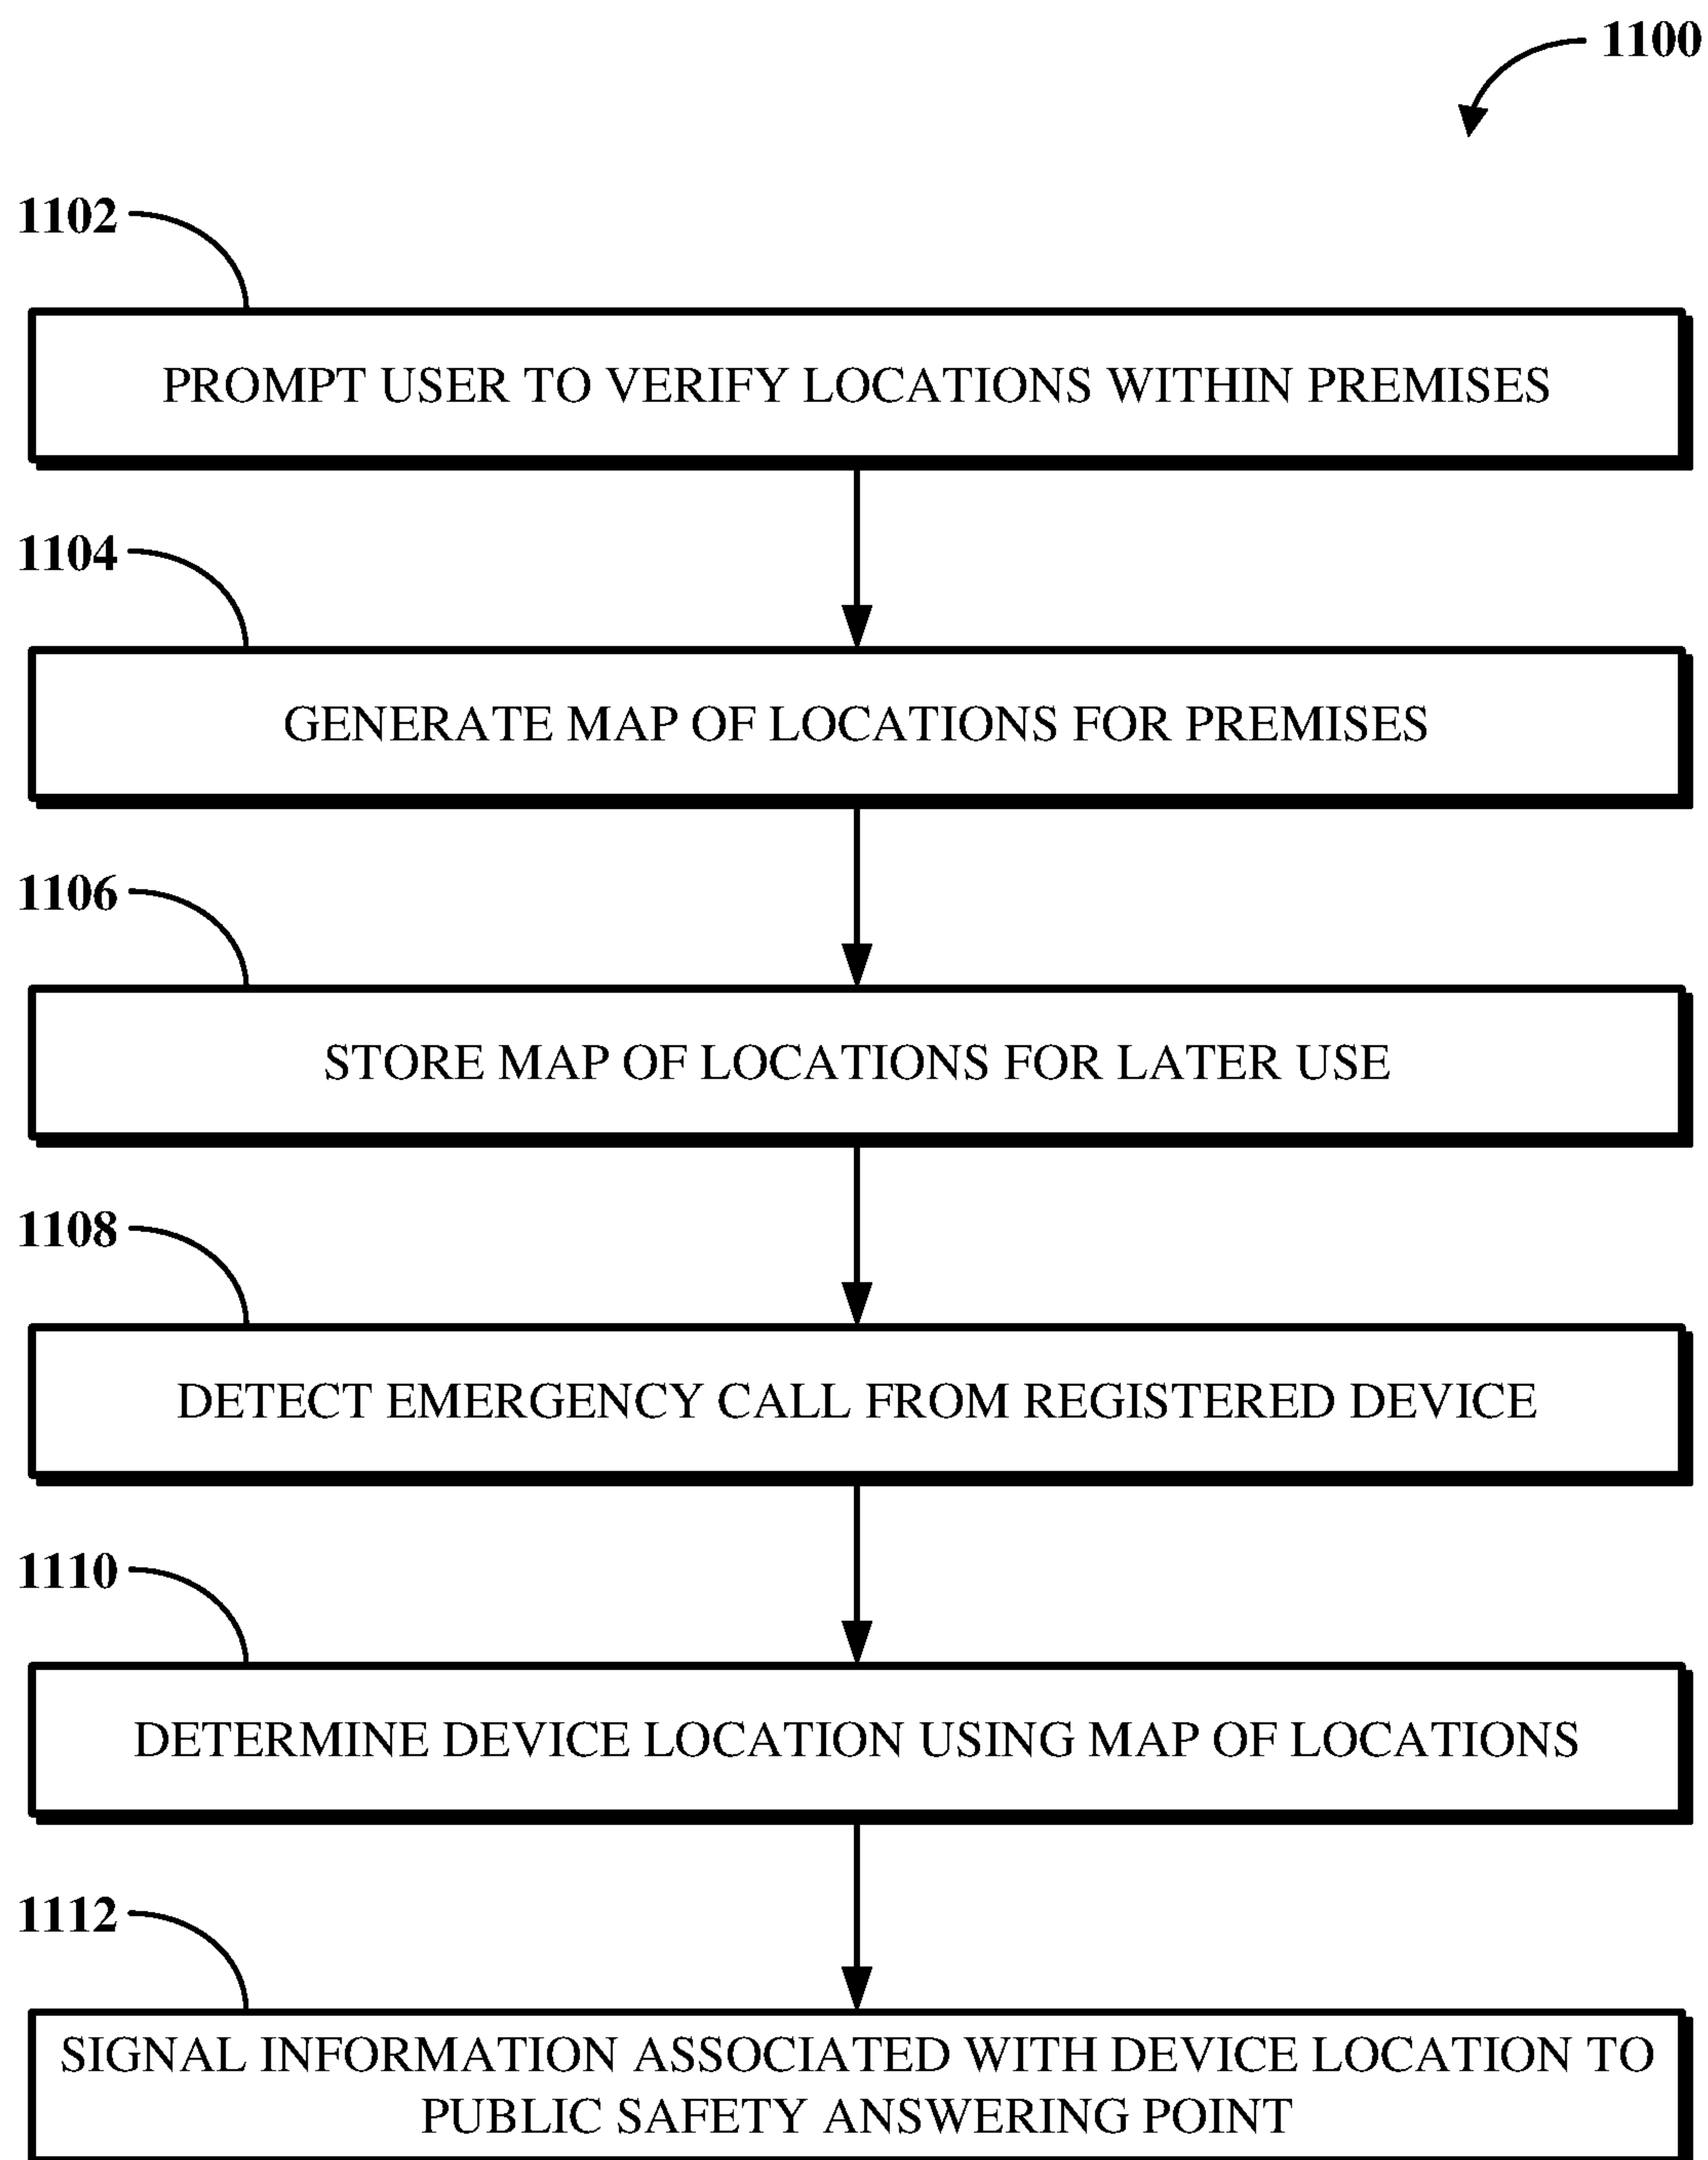 1100
1102
PROMPT USER TO VERIFY LOCATIONS WITHIN PREMISES
1104
GENERATE MAP OF LOCATIONS FOR PREMISES
1106
STORE MAP OF LOCATIONS FOR LATER USE
1108
DETECT EMERGENCY CALL FROM REGISTERED DEVICE
1110
DETERMINE DEVICE LOCATION USING MAP OF LOCATIONS
1112
SIGNAL INFORMATION ASSOCIATED WITH DEVICE LOCATION TO
PUBLIC SAFETY ANSWERING POINT